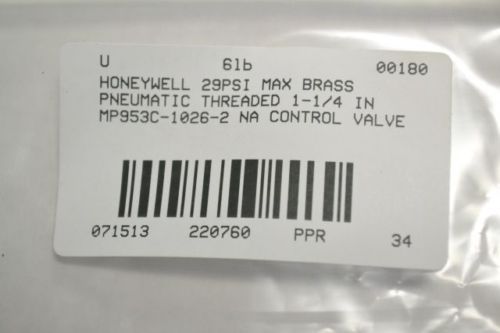 U 6lb 00180
HONEYWELL 29PSI MAX BRASS
PNEUMATIC THREADED 1-1/4 IN
MP953C-1026-2 NA CONTROL VALVE
071513 220760 PPR 34